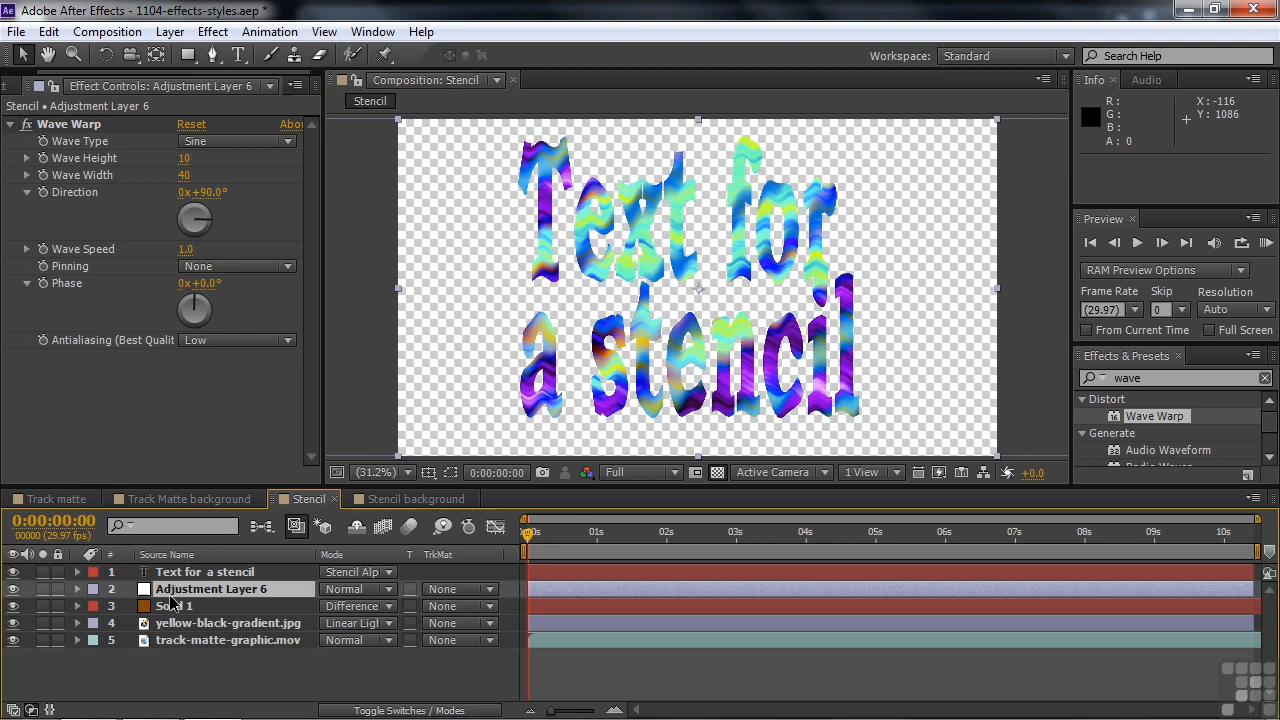 Ae Adobe After Effects - 1104-effects-styles.aep *
File Edit Composition Layer Effect Animation View Window Help
Workspace: Standard Search Help
Effect Controls: Adjustment Layer 6
Composition: Stencil
Info Audio
Stencil • Adjustment Layer 6
Stencil
R: X: -116
G: Y: 1086
B:
A: 0
fx Wave Warp Reset Abou
Wave Type Sine
Wave Height 10
Wave Width 40
Direction 0x+90.0°
Wave Speed 1.0
Pinning None
Phase 0x+0.0°
Antialiasing (Best Qualit Low
Text for
a stencil
Preview
RAM Preview Options
Frame Rate Skip Resolution
(29.97) 0 Auto
From Current Time Full Screen
Effects & Presets
wave
Distort
16 Wave Warp
Generate
Audio Waveform
(31.2%) 0:00:00:00 Full Active Camera 1 View +0.0
Track matte Track Matte background Stencil Stencil background
0:00:00:00
00000 (29.97 fps)
:00s 01s 02s 03s 04s 05s 06s 07s 08s 09s 10s
# Source Name Mode T TrkMat
1 T Text for a stencil Stencil Alp
2 Adjustment Layer 6 Normal None
3 Solid 1 Difference None
4 yellow-black-gradient.jpg Linear Ligl None
5 track-matte-graphic.mov Normal None
Toggle Switches / Modes